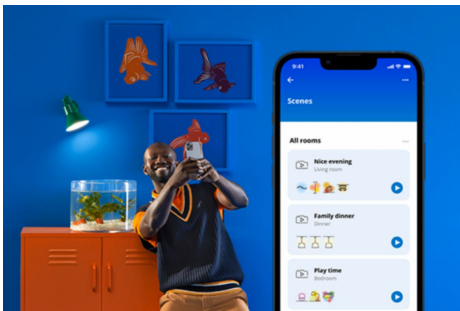 9:41
Scenes
All rooms
Nice evening
Living room
Family dinner
Dinner
Play time
Bedroom